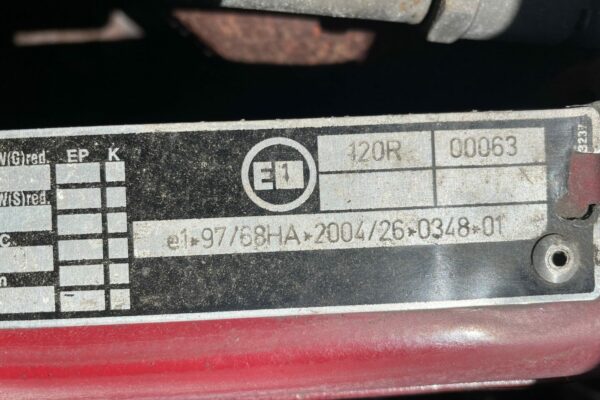 W(G)red. EP K
W(S)red.
E1 120R 00063
e1*97/68HA*2004/26*0348*01